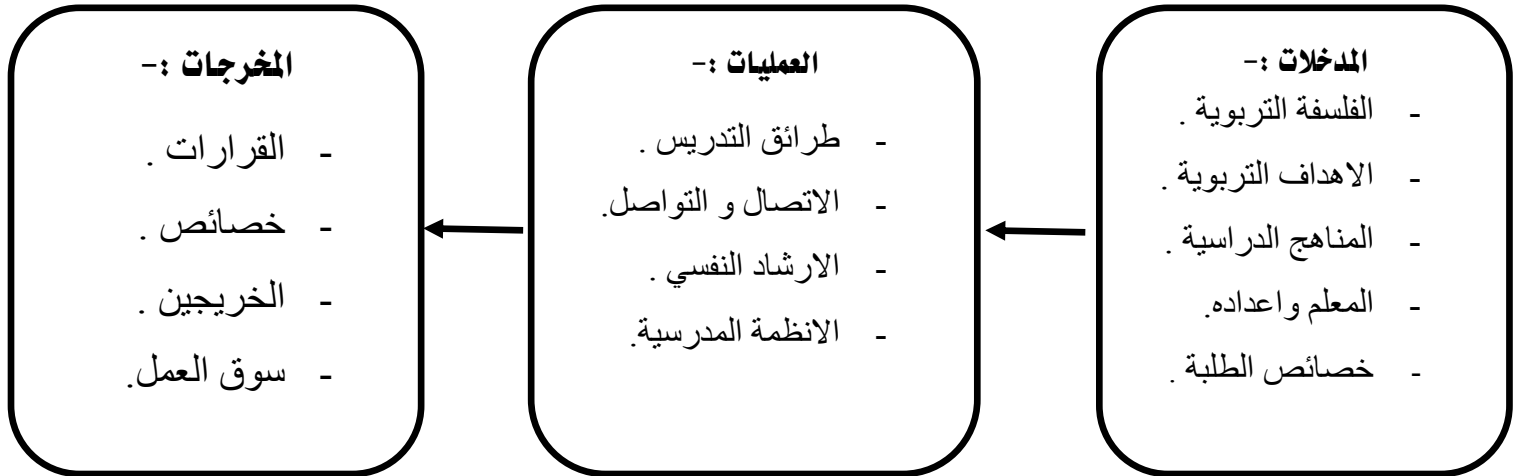 المدخلات :-
- الفلسفة التربوية .
- الاهداف التربوية .
- المناهج الدراسية .
- المعلم واعداده.
- خصائص الطلبة .
العمليات :-
- طرائق التدريس .
- الاتصال و التواصل.
- الارشاد النفسي .
- الانظمة المدرسية.
المخرجات :-
- القرارات .
- خصائص .
- الخريجين .
- سوق العمل.